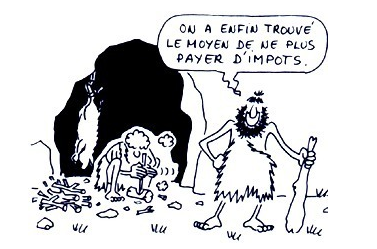 ON A ENFIN TROUVÉ
LE MOYEN DE NE PLUS
PAYER D'IMPOTS.